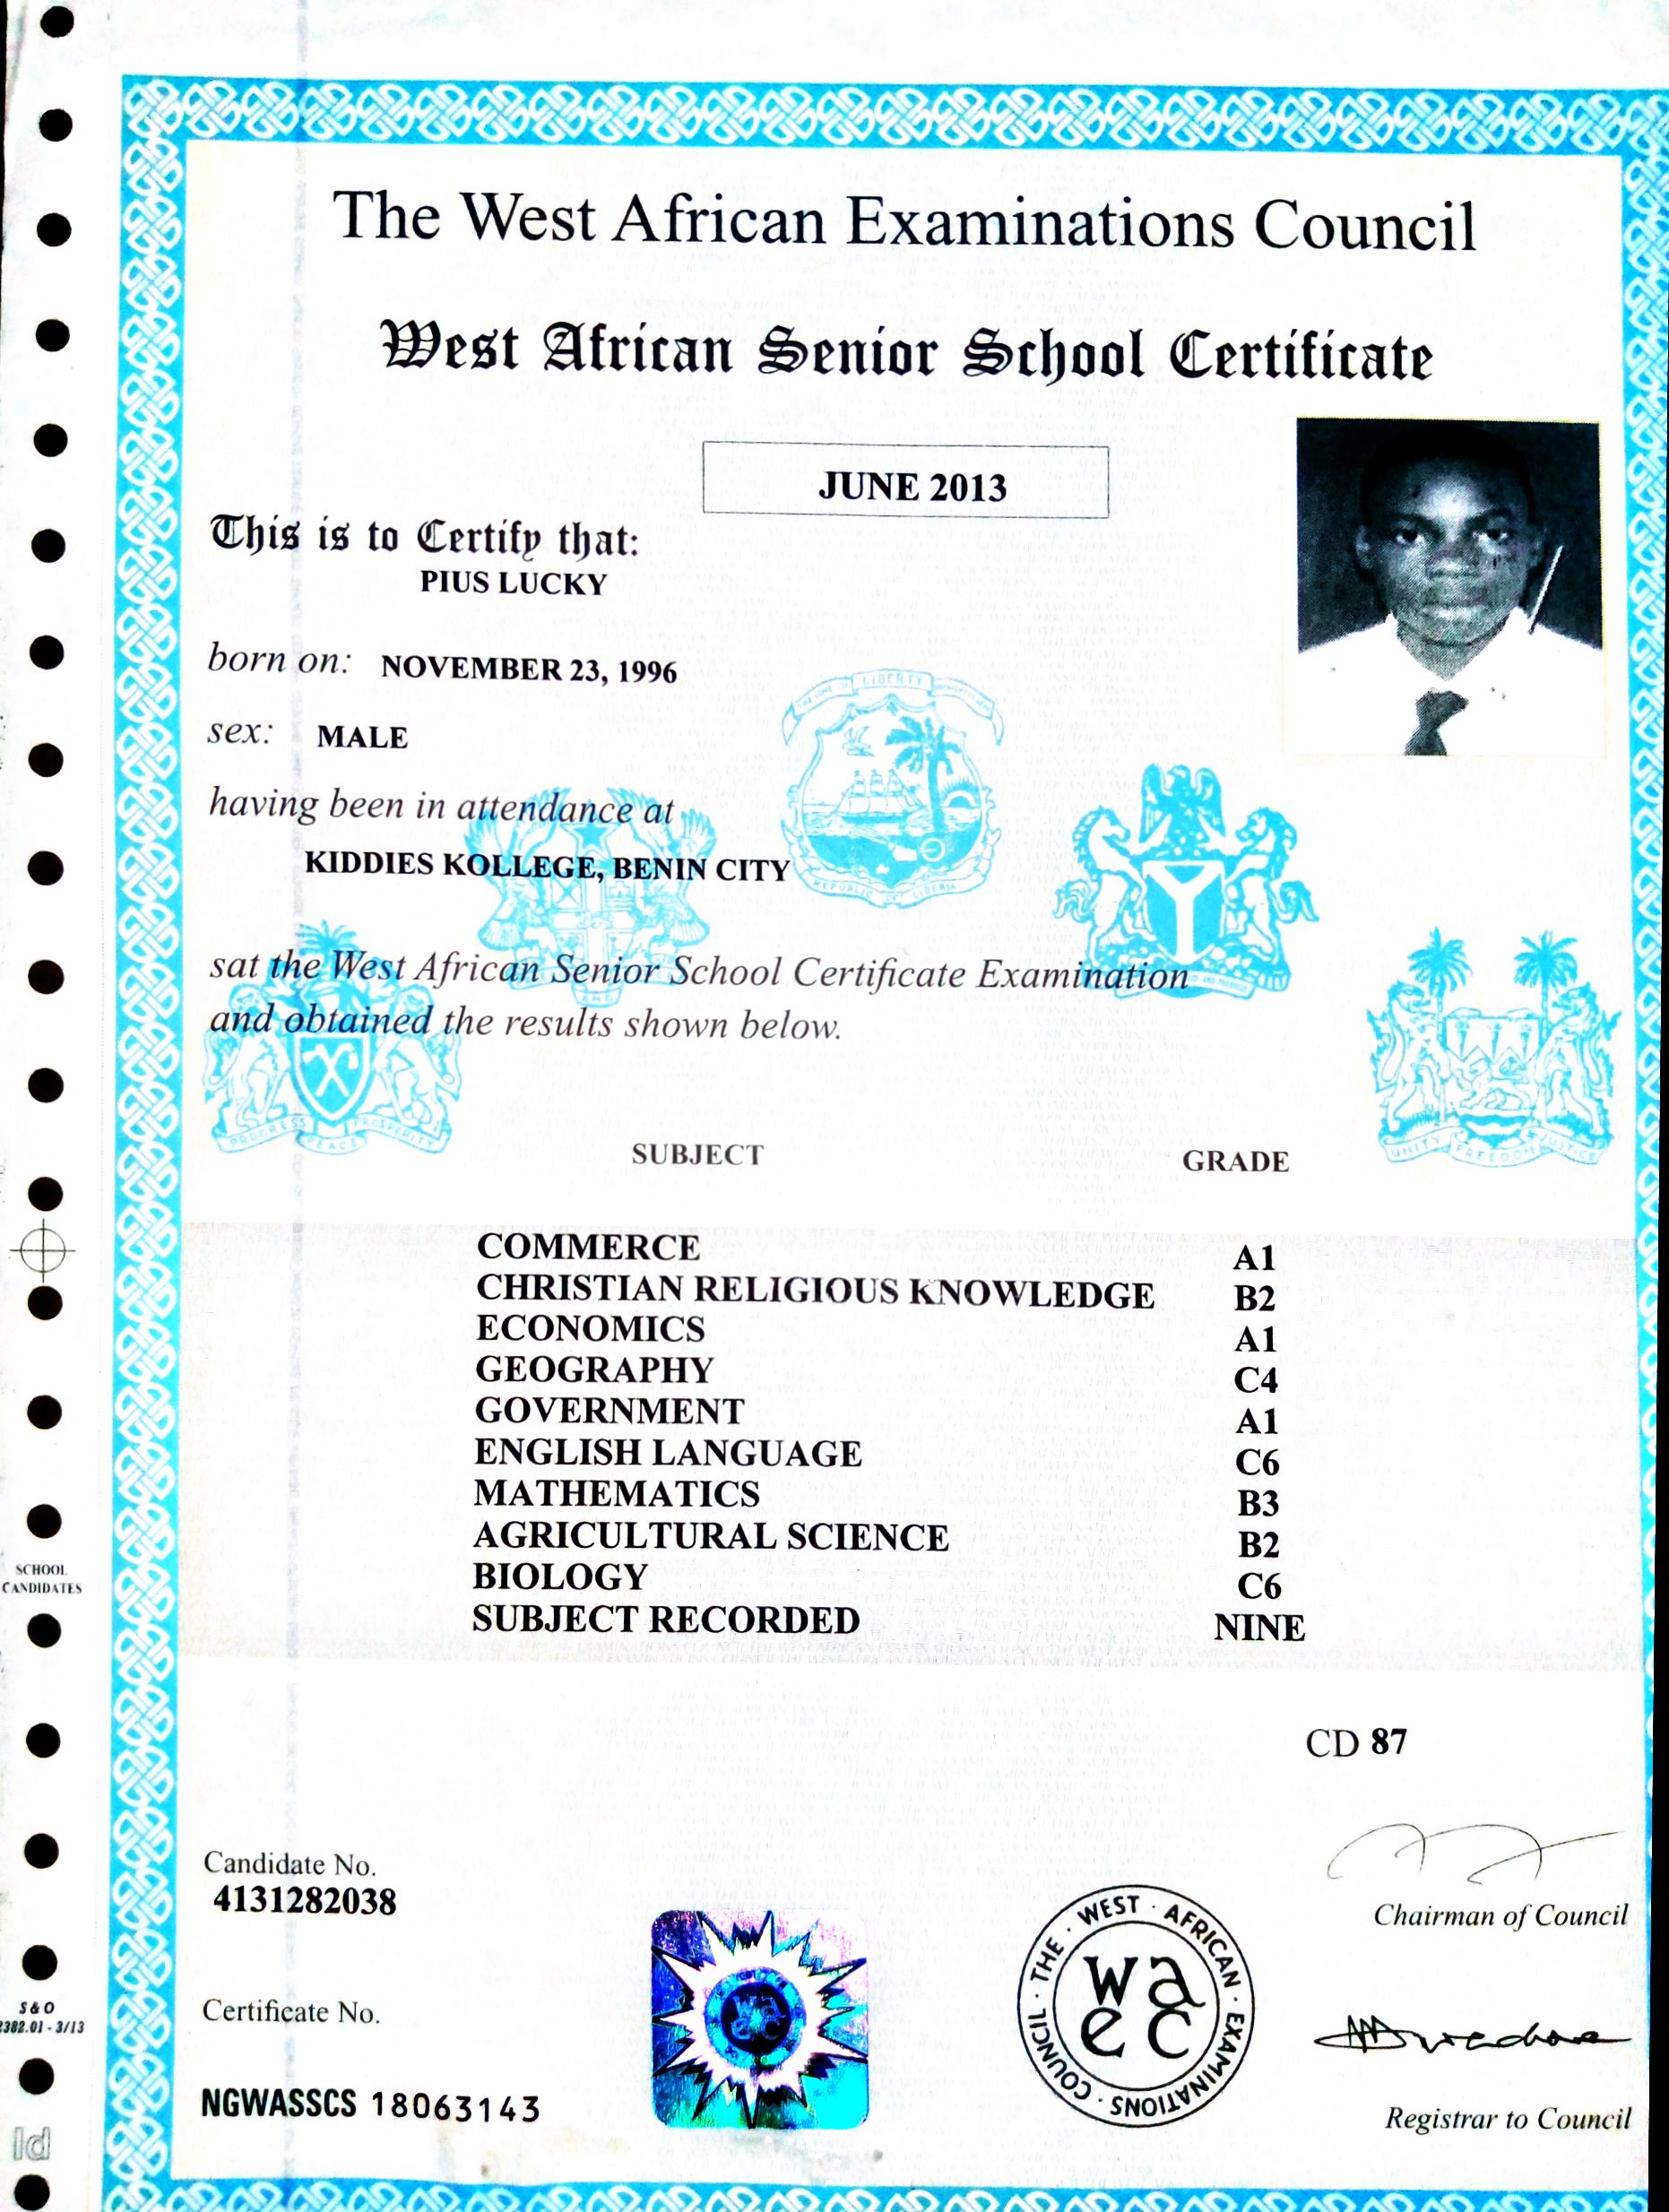 The West African Examinations Council
West African Senior School Certificate
JUNE 2013
This is to Certify that:
PIUS LUCKY
born on: NOVEMBER 23, 1996
sex: MALE
having been in attendance at
KIDDIES KOLLEGE, BENIN CITY
THE LOVE OF LIBERTY
REPUBLIC OF LIBERIA
sat the West African Senior School Certificate Examination
and obtained the results shown below.
PROGRESS PEACE PROSPERITY
UNITY FREEDOM JUSTICE
SUBJECT GRADE
COMMERCE A1
CHRISTIAN RELIGIOUS KNOWLEDGE B2
ECONOMICS A1
GEOGRAPHY C4
GOVERNMENT A1
ENGLISH LANGUAGE C6
MATHEMATICS B3
AGRICULTURAL SCIENCE B2
BIOLOGY C6
SUBJECT RECORDED NINE
SCHOOL
CANDIDATES
CD 87
Candidate No.
4131282038
Chairman of Council
S & O
2382.01 - 3/13
Certificate No.
NGWASSCS 18063143
THE · WEST · AFRICAN · EXAMINATIONS · COUNCIL ·
wa
ec
Registrar to Council